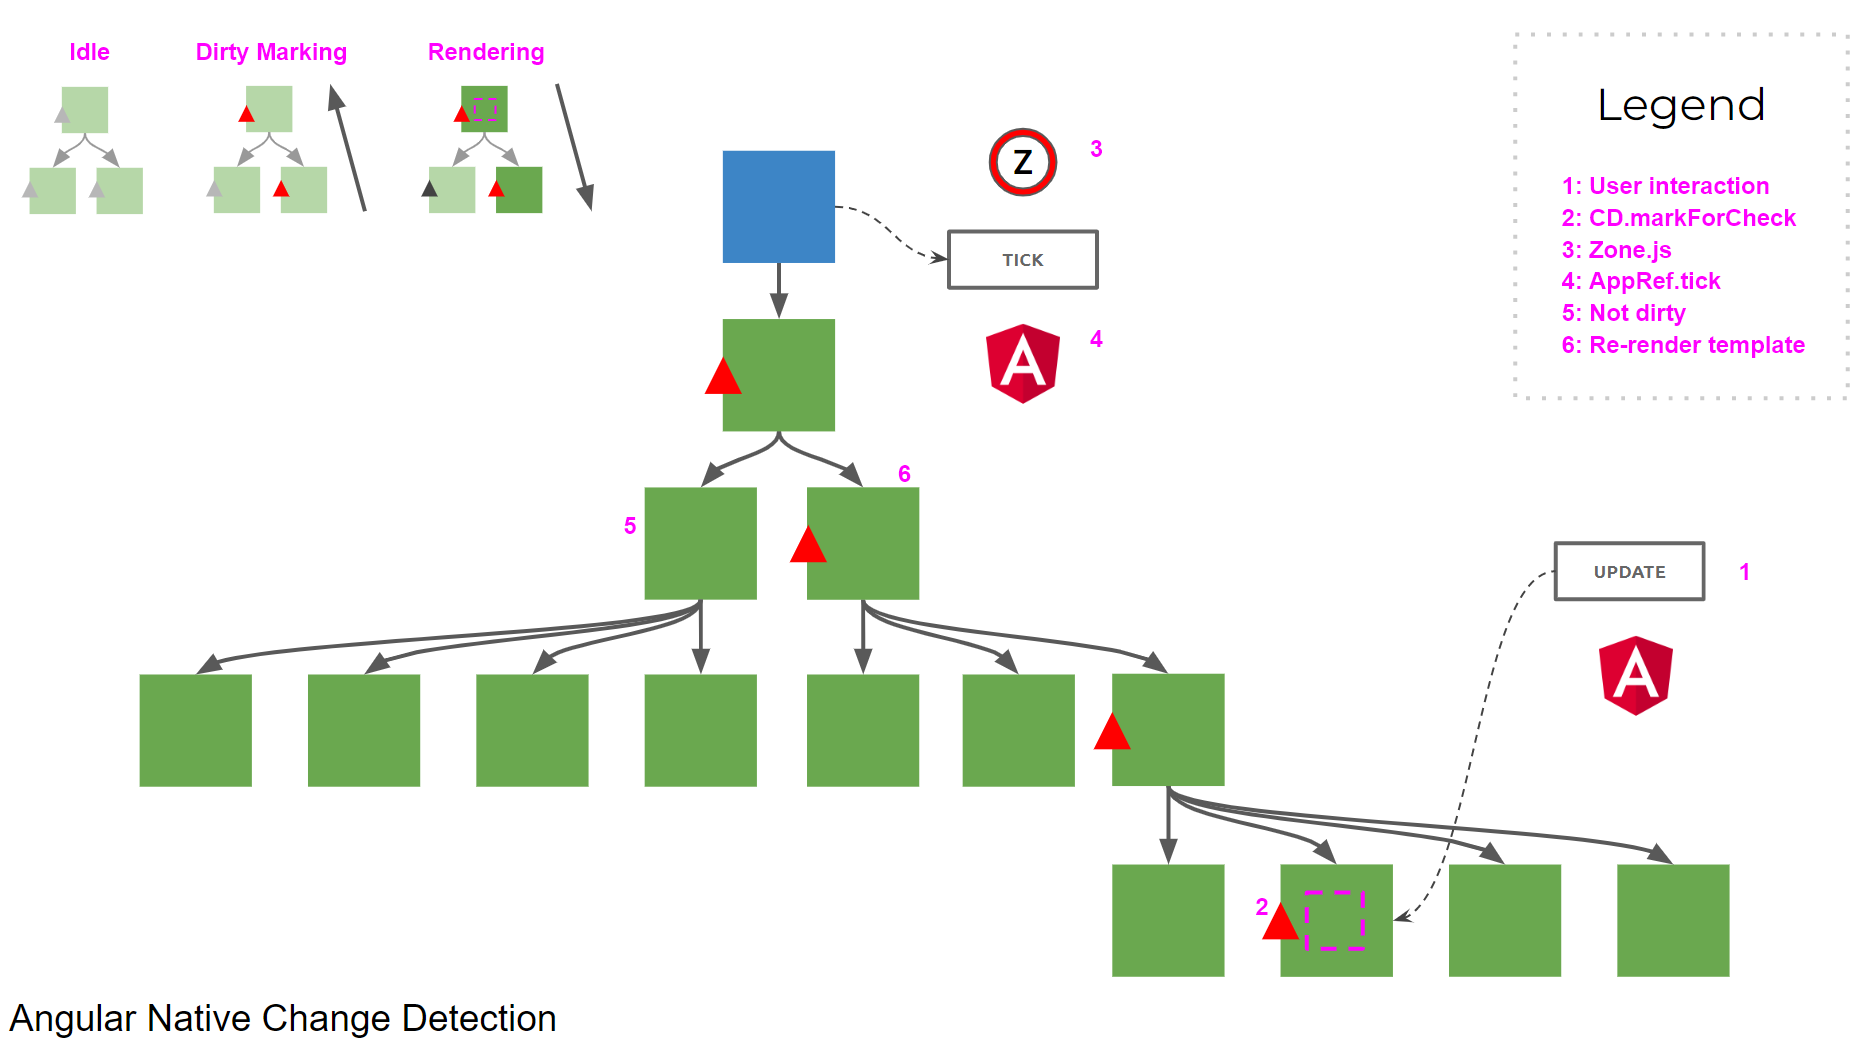 Idle
Dirty Marking
Rendering
Legend
1: User interaction
2: CD.markForCheck
3: Zone.js
4: AppRef.tick
5: Not dirty
6: Re-render template
Z
3
TICK
A
4
6
5
UPDATE
1
A
2
Angular Native Change Detection